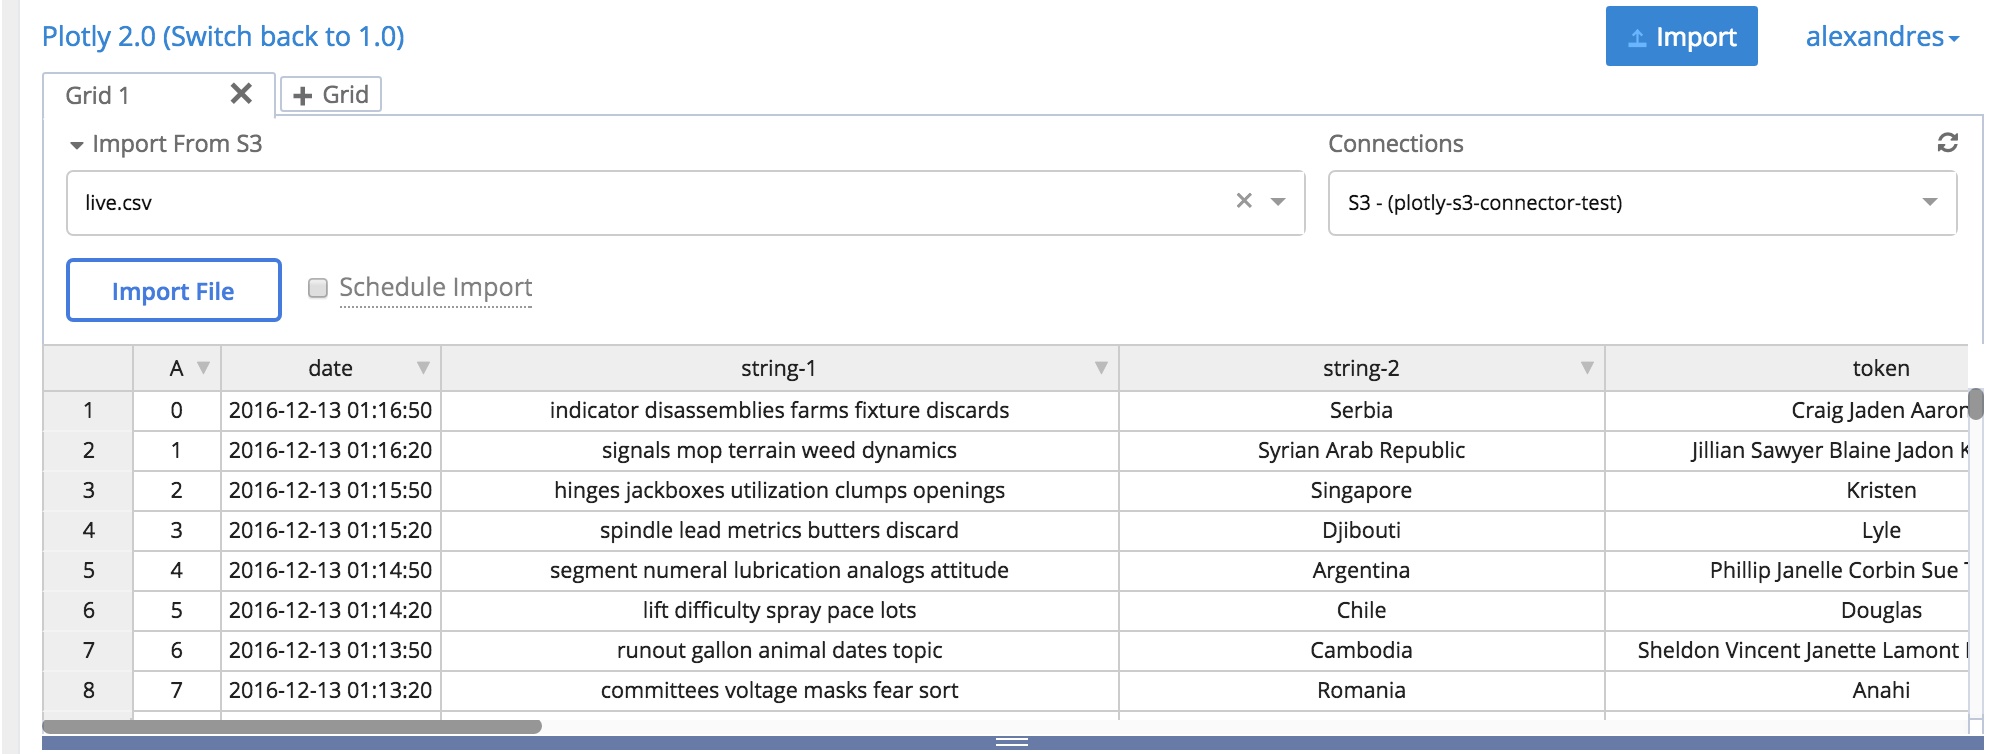 Plotly 2.0 (Switch back to 1.0) Import alexandres
Grid 1 Grid
Import From S3 Connections
live.csv S3 - (plotly-s3-connector-test)
Import File Schedule Import
A date string-1 string-2 token
1 0 2016-12-13 01:16:50 indicator disassemblies farms fixture discards Serbia Craig Jaden Aaron
2 1 2016-12-13 01:16:20 signals mop terrain weed dynamics Syrian Arab Republic Jillian Sawyer Blaine Jadon
3 2 2016-12-13 01:15:50 hinges jackboxes utilization clumps openings Singapore Kristen
4 3 2016-12-13 01:15:20 spindle lead metrics butters discard Djibouti Lyle
5 4 2016-12-13 01:14:50 segment numeral lubrication analogs attitude Argentina Phillip Janelle Corbin Sue
6 5 2016-12-13 01:14:20 lift difficulty spray pace lots Chile Douglas
7 6 2016-12-13 01:13:50 runout gallon animal dates topic Cambodia Sheldon Vincent Janette Lamont
8 7 2016-12-13 01:13:20 committees voltage masks fear sort Romania Anahi